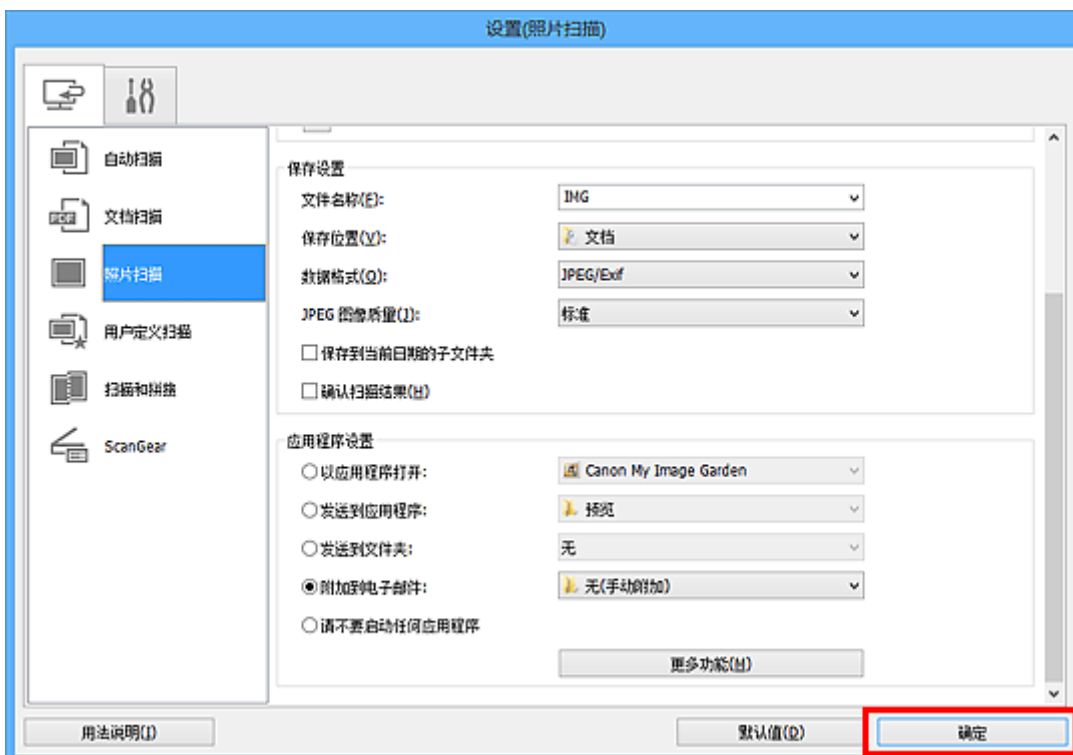 设置(照片扫描)
自动扫描
PDF
文档扫描
照片扫描
用户定义扫描
扫描和拼接
ScanGear
保存设置
文件名称(F): IMG
保存位置(V): 文档
数据格式(O): JPEG/Exif
JPEG 图像质量(J): 标准
保存到当前日期的子文件夹
确认扫描结果(H)
应用程序设置
以应用程序打开: Canon My Image Garden
发送到应用程序: 预览
发送到文件夹: 无
附加到电子邮件: 无(手动附加)
请不要启动任何应用程序
更多功能(M)
用法说明(I) 默认值(D) 确定